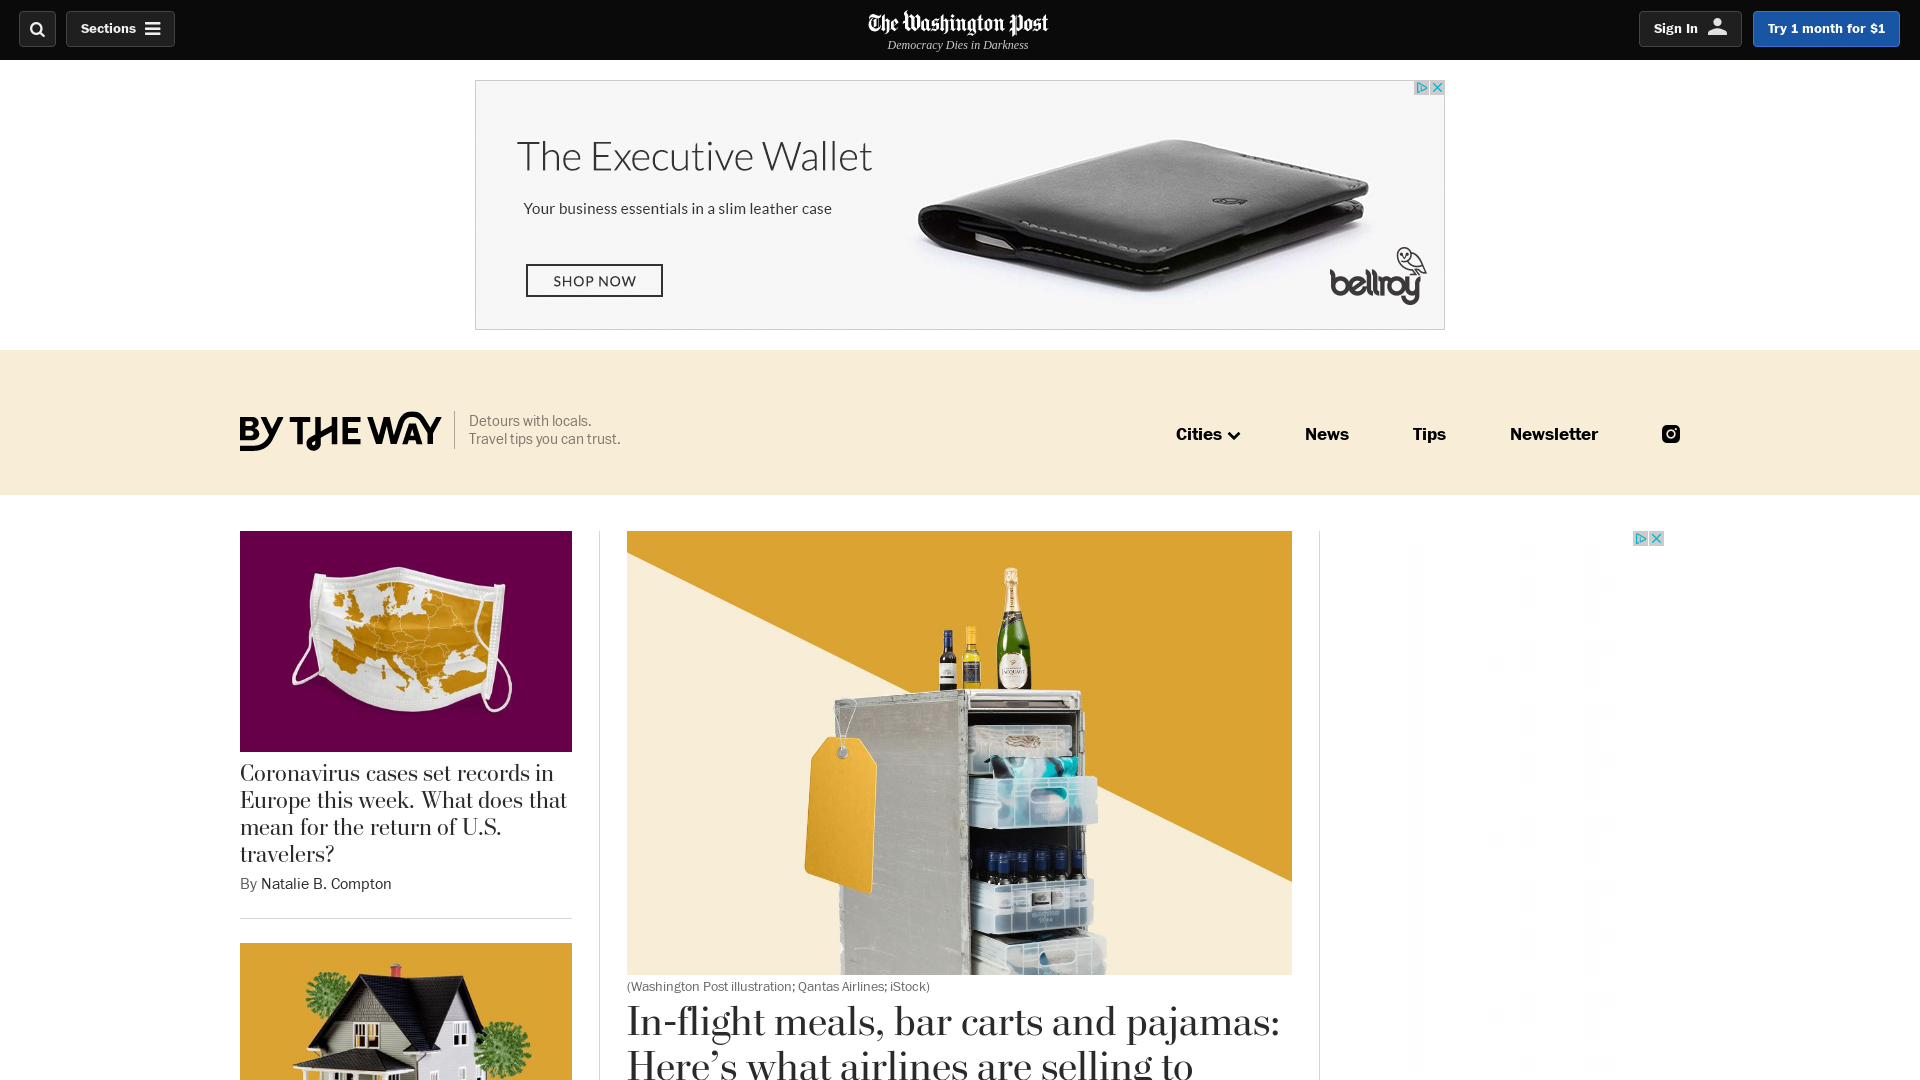 Sections
The Washington Post
Democracy Dies in Darkness
Sign In
Try 1 month for $1
The Executive Wallet
Your business essentials in a slim leather case
SHOP NOW
bellroy
BY THE WAY
Detours with locals.
Travel tips you can trust.
Cities
News
Tips
Newsletter
Coronavirus cases set records in
Europe this week. What does that
mean for the return of U.S.
travelers?
By Natalie B. Compton
(Washington Post illustration; Qantas Airlines; iStock)
In-flight meals, bar carts and pajamas:
Here’s what airlines are selling to